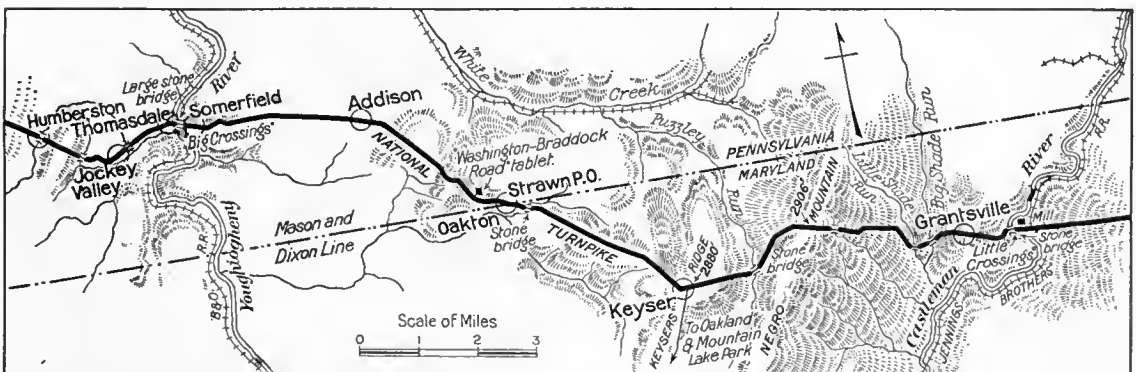 Humberston
Thomasdale
Large stone
bridge
River
Somerfield
"Big Crossings"
Jockey
Valley
Addison
NATIONAL
TURNPIKE
White
Creek
Washington-Braddock
Road tablet
Strawn P.O.
Oakton
Stone
bridge
Puzzley
Run
PENNSYLVANIA
MARYLAND
Mason and
Dixon Line
B.&O.
R.R.
Youghiogheny
Scale of Miles
0 1 2 3
Keyser
KEYSERS
RIDGE
2880'
To Oakland
& Mountain
Lake Park
Stone
bridge
NEGRO
MOUNTAIN
2906'
Little Shade
Run
Big Shade Run
Grantsville
Little
Crossings
Mill
Stone
bridge
Castleman
River
JENNINGS
BROTHERS
R.R.